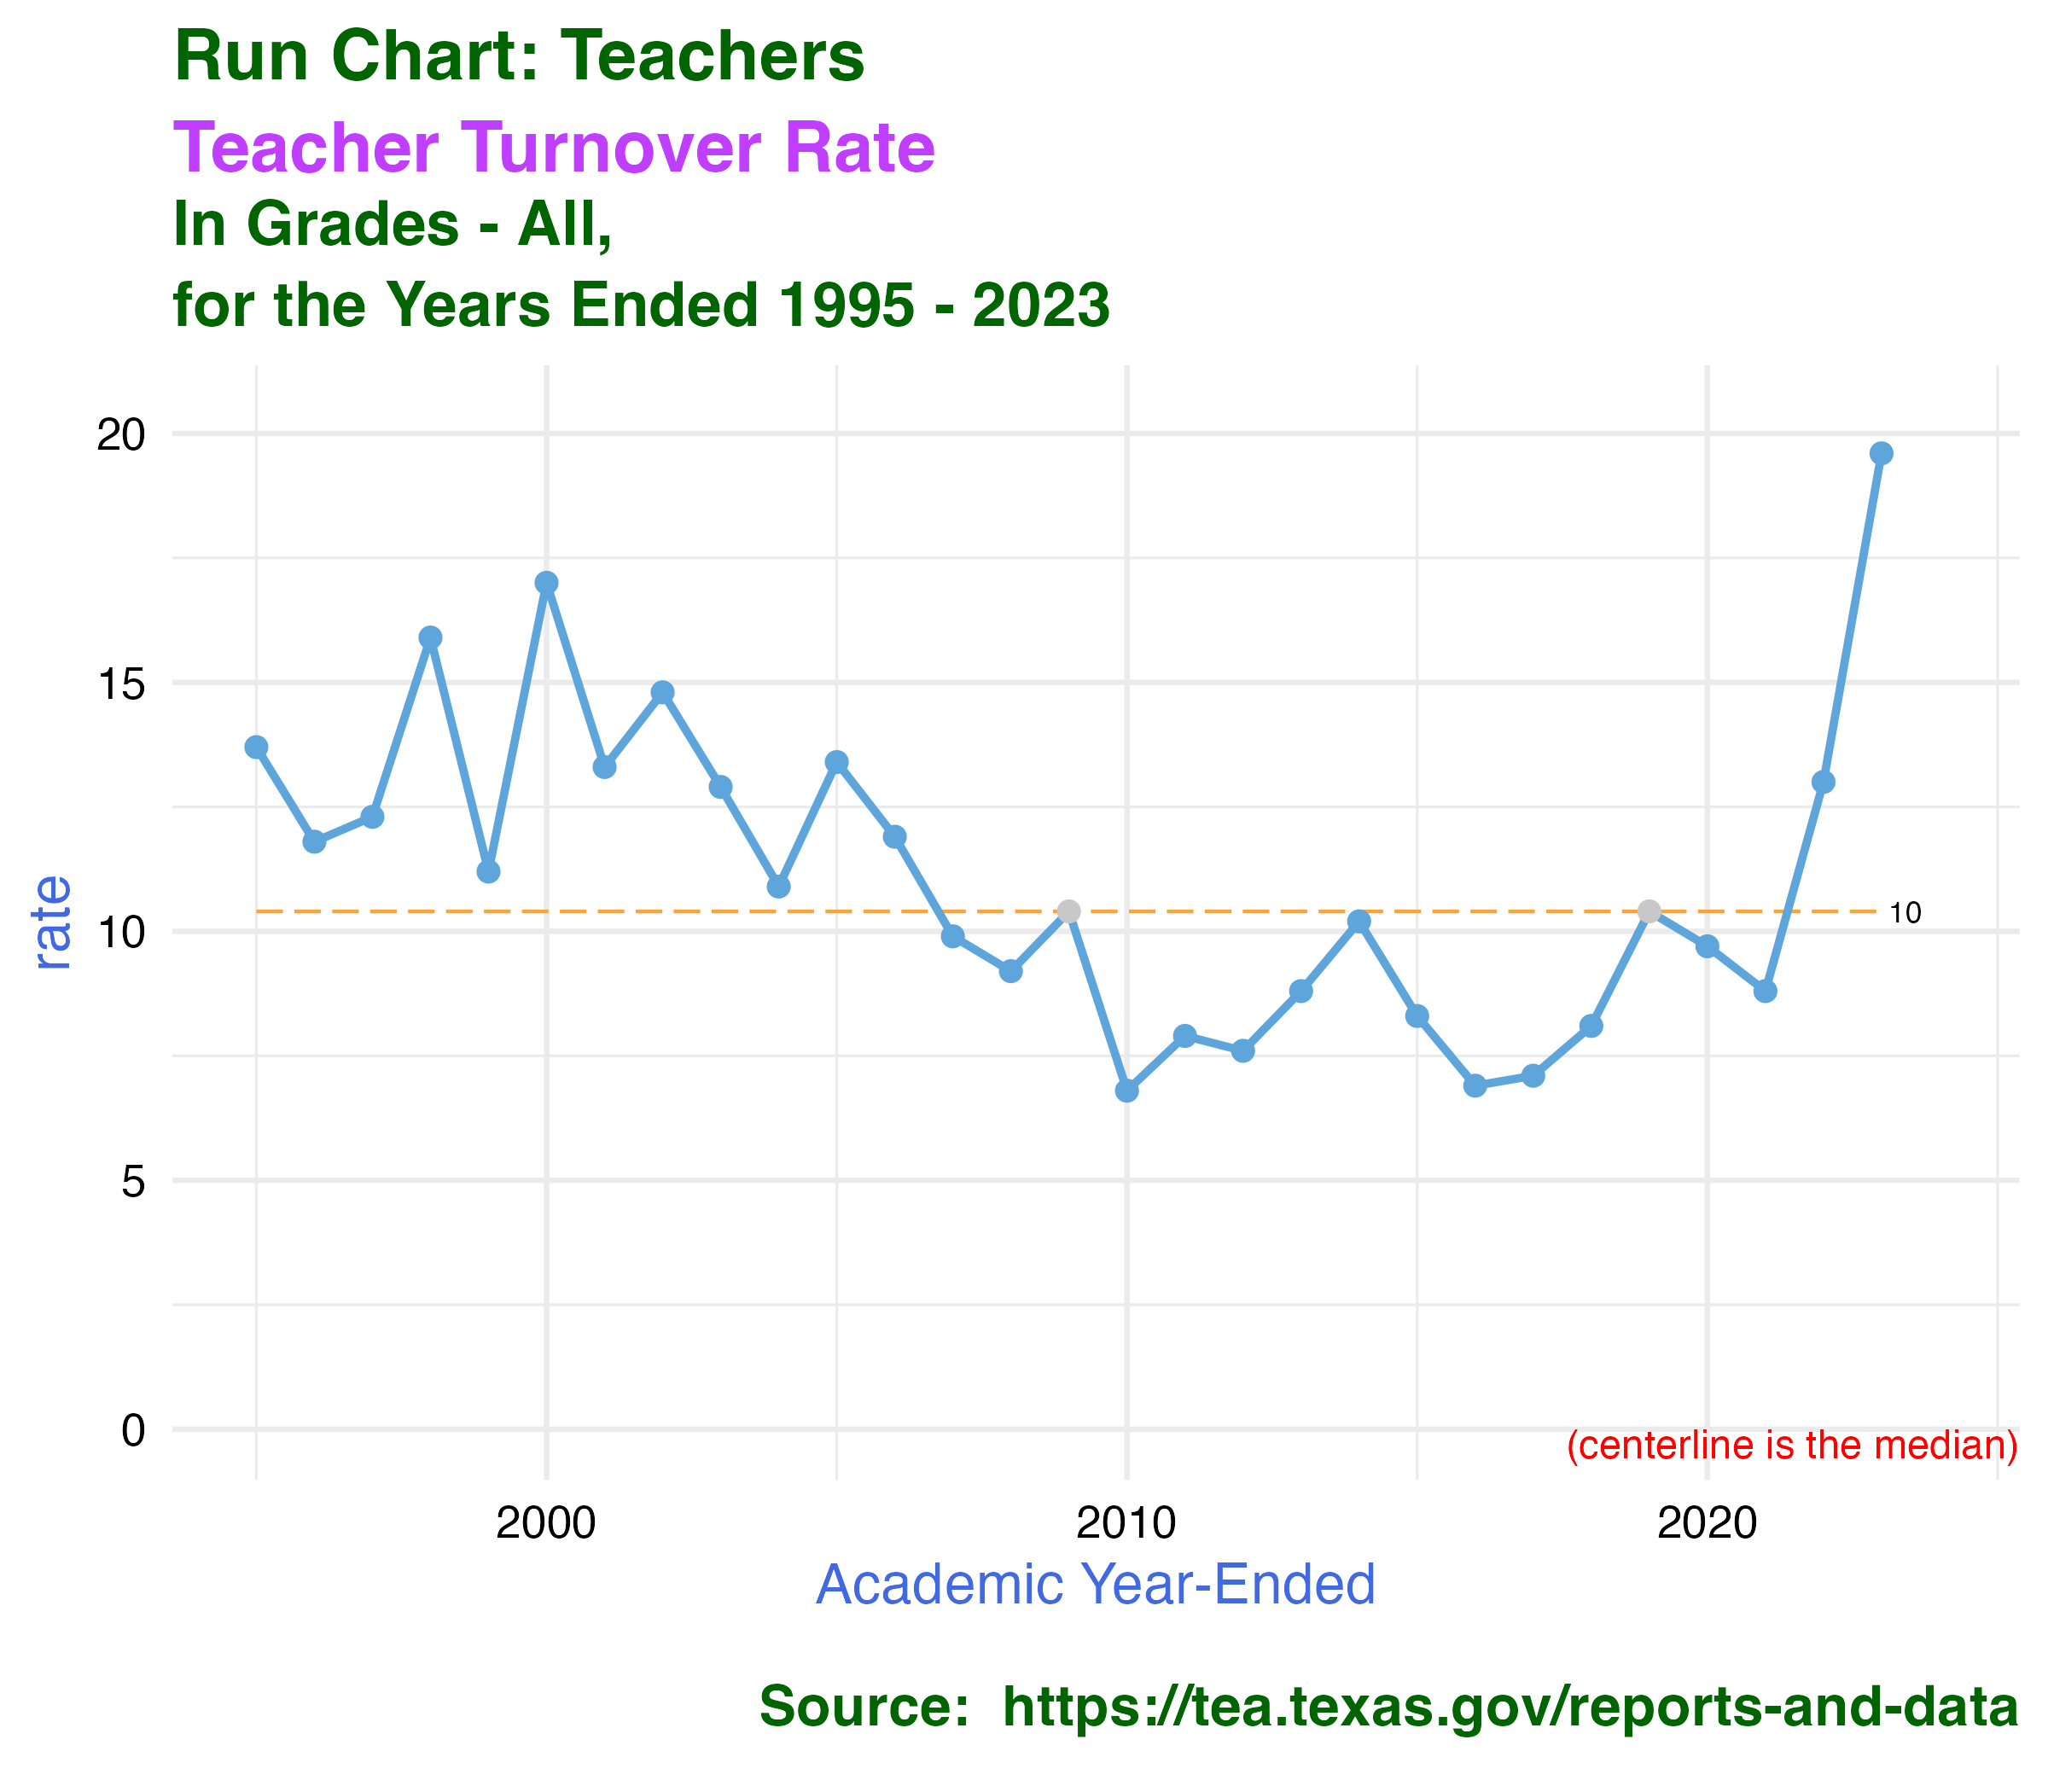 Run Chart: Teachers
Teacher Turnover Rate
In Grades - All,
for the Years Ended 1995 - 2023
20
15
10
5
0
rate
10
(centerline is the median)
2000 2010 2020
Academic Year-Ended
Source:  https://tea.texas.gov/reports-and-data